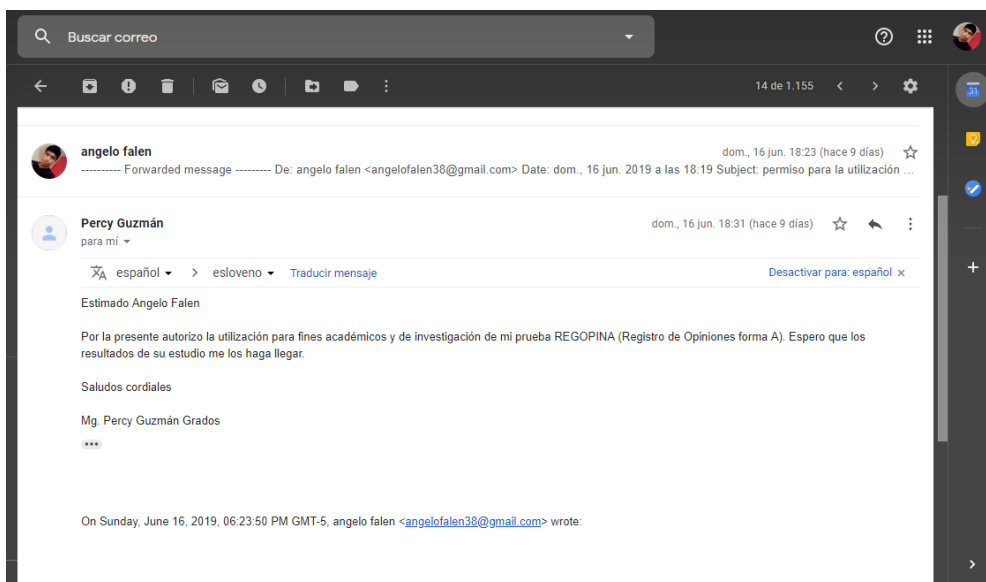 Buscar correo
14 de 1.155
31
angelo falen
dom., 16 jun. 2019 18:23 (hace 9 días)
---------- Forwarded message --------- De: angelo falen <angelofalen38@gmail.com> Date: dom., 16 jun. 2019 a las 18:19 Subject: permiso para la utilización ...
Percy Guzmán
dom., 16 jun. 18:31 (hace 9 días)
para mí
español > esloveno Traducir mensaje
Desactivar para: español ×
Estimado Angelo Falen
Por la presente autorizo la utilización para fines académicos y de investigación de mi prueba REGOPINA (Registro de Opiniones forma A). Espero que los
resultados de su estudio me los haga llegar.
Saludos cordiales
Mg. Percy Guzmán Grados
•••
On Sunday, June 16, 2019, 06:23:50 PM GMT-5, angelo falen <angelofalen38@gmail.com> wrote: